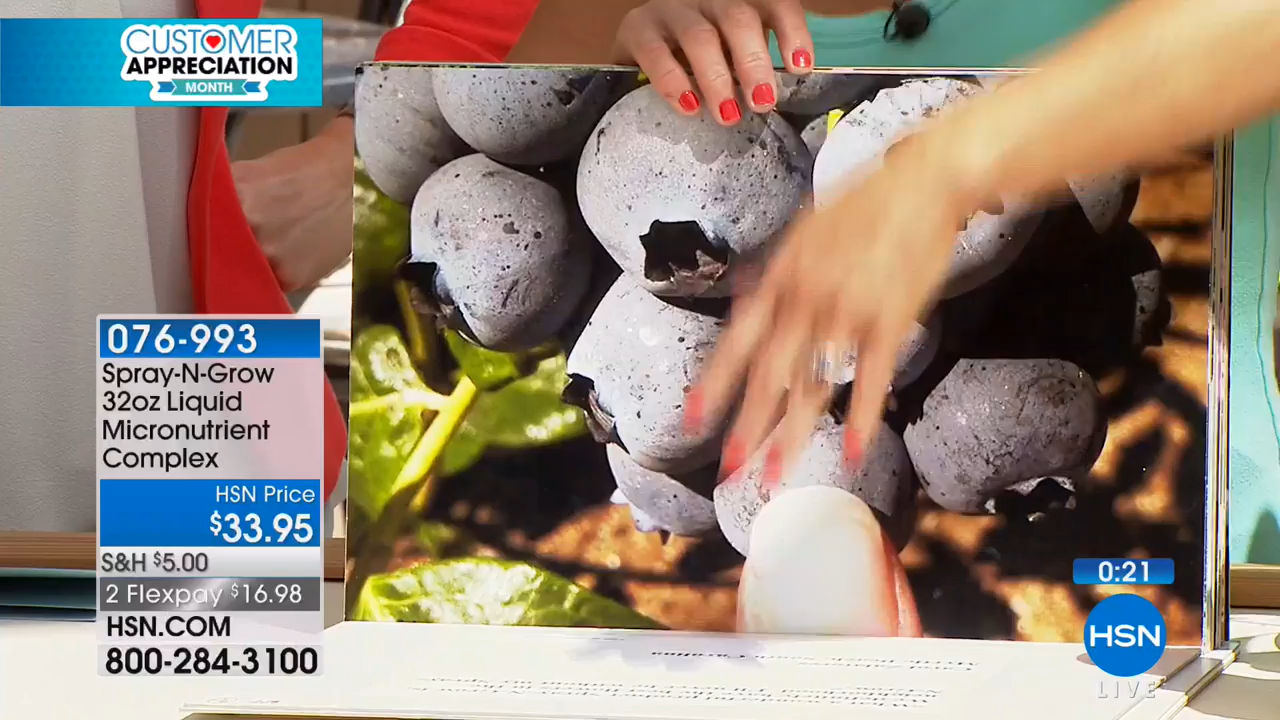 CUSTOMER
APPRECIATION
MONTH
076-993
Spray-N-Grow
32oz Liquid
Micronutrient
Complex
HSN Price
$33.95
S&H $5.00
2 Flexpay $16.98
HSN.COM
800-284-3100
0:21
HSN
LIVE